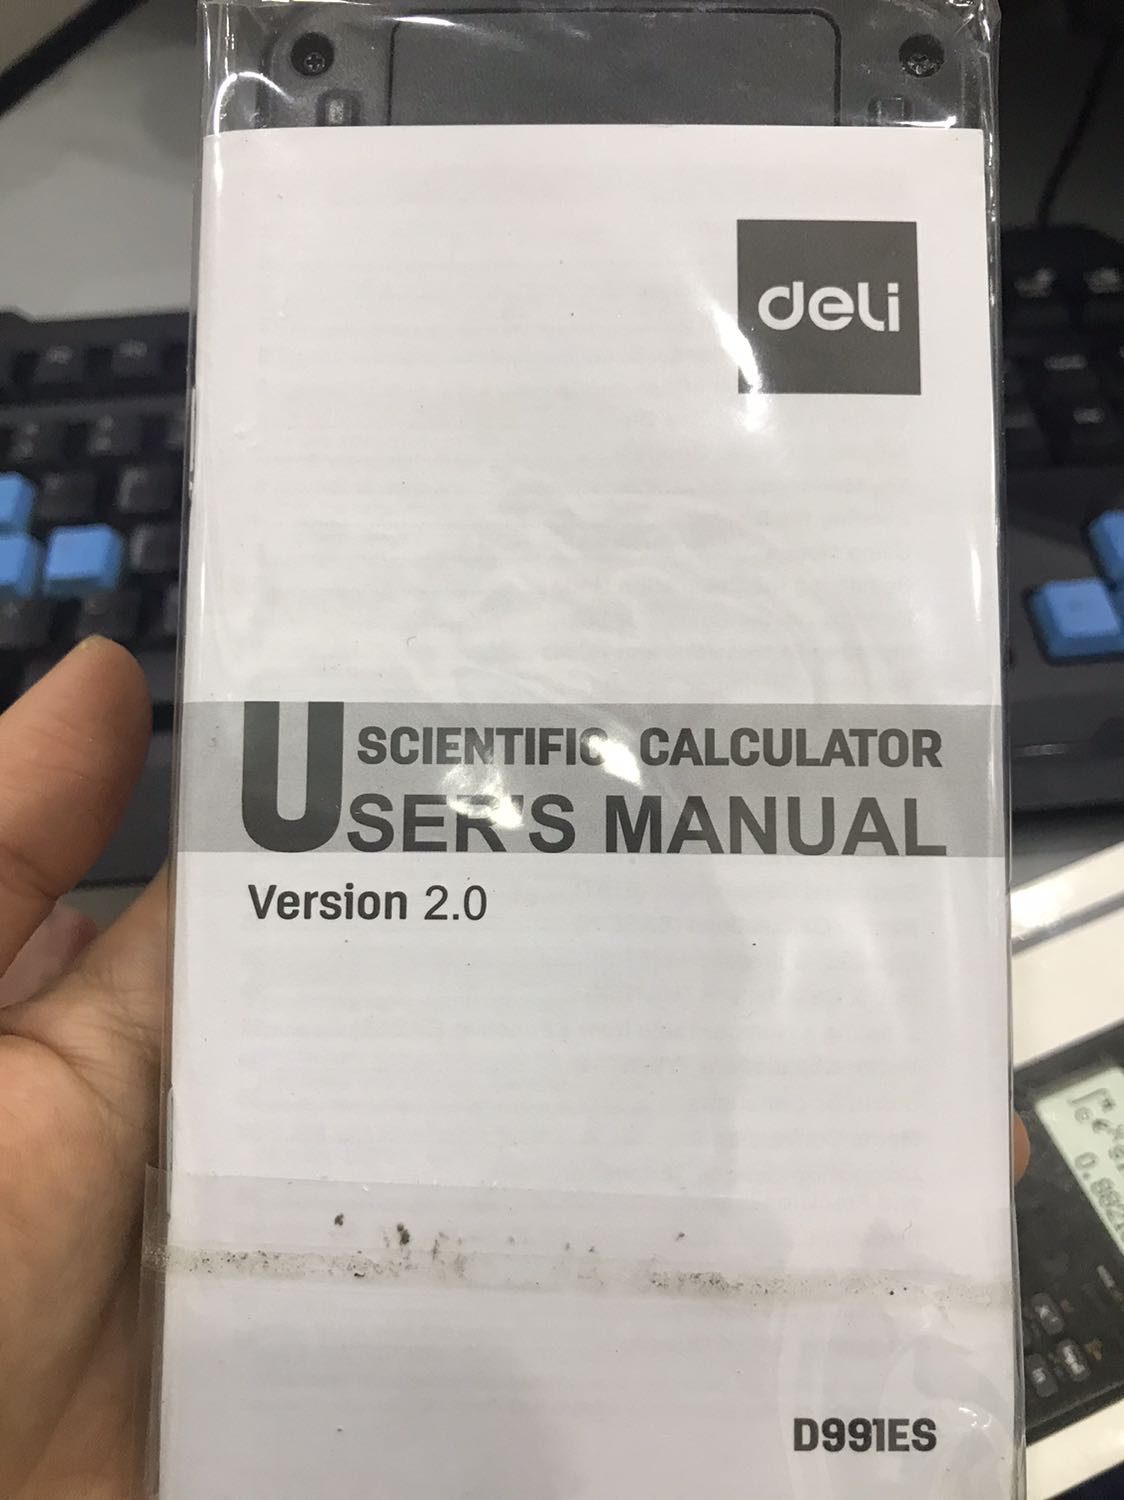 deli
SCIENTIFIC CALCULATOR
USER'S MANUAL
Version 2.0
D991ES